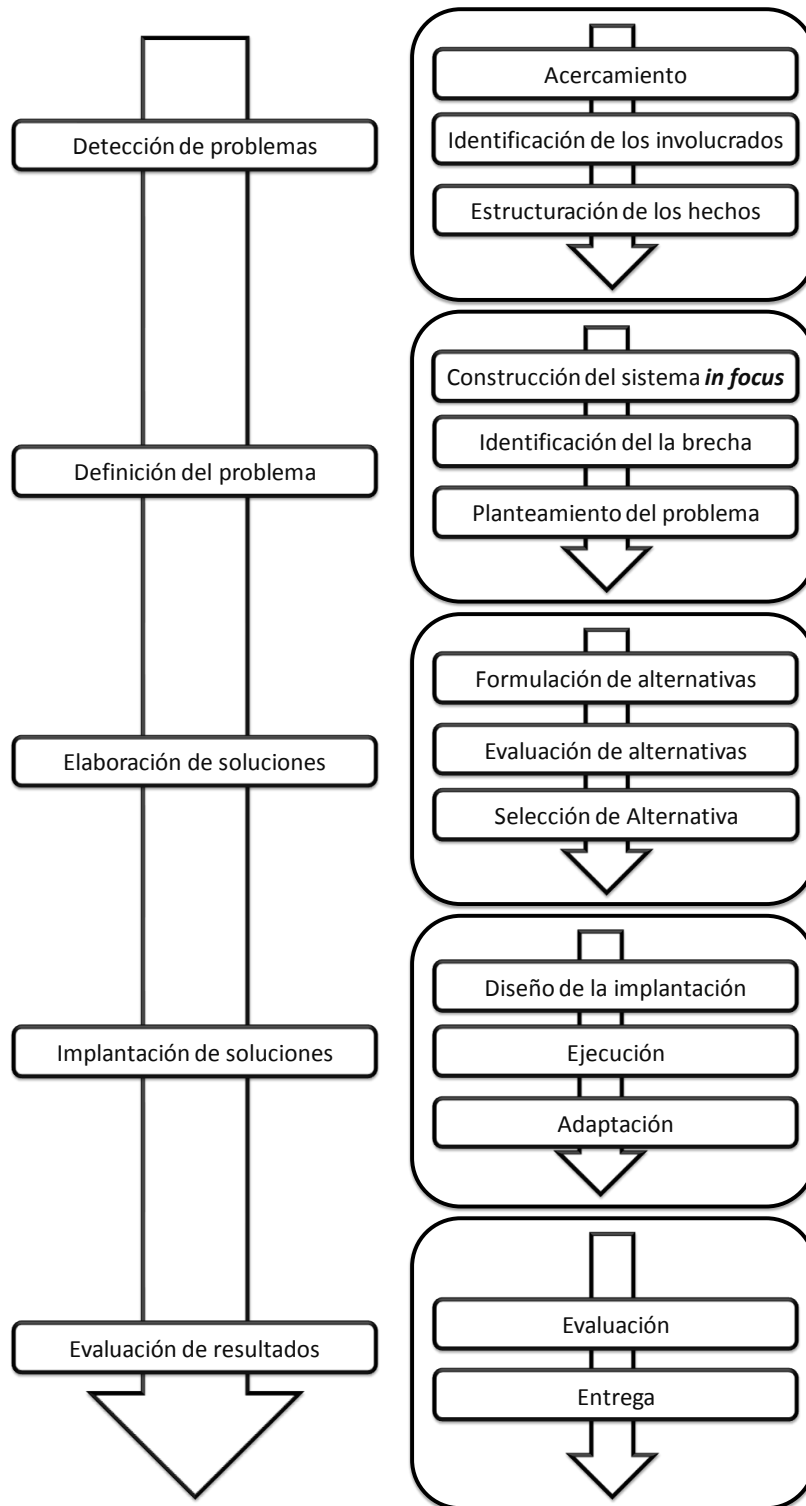 Detección de problemas
Acercamiento
Identificación de los involucrados
Estructuración de los hechos
Definición del problema
Construcción del sistema in focus
Identificación del la brecha
Planteamiento del problema
Elaboración de soluciones
Formulación de alternativas
Evaluación de alternativas
Selección de Alternativa
Implantación de soluciones
Diseño de la implantación
Ejecución
Adaptación
Evaluación de resultados
Evaluación
Entrega